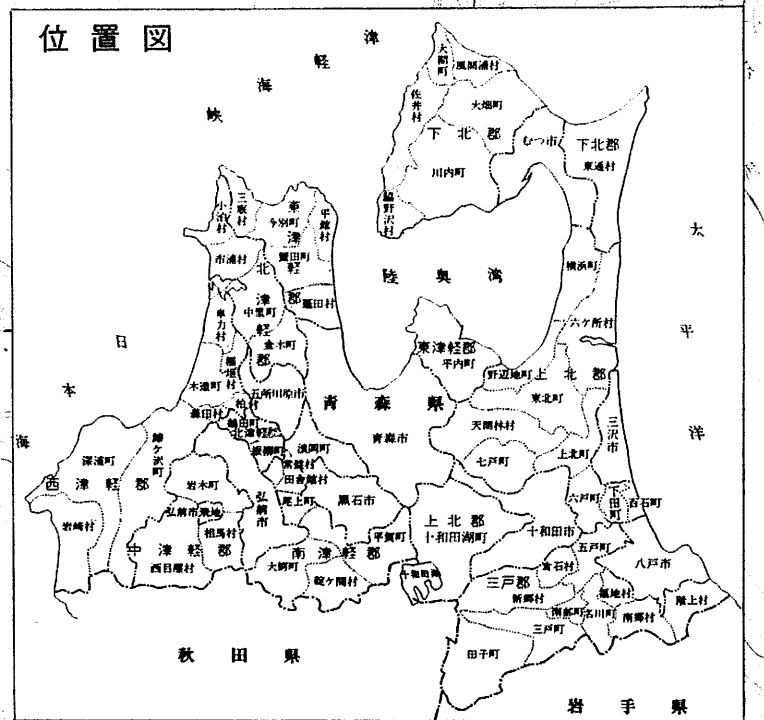 位置図
津軽海峡
大間町
風間浦村
佐井村
大畑町
下北郡
むつ市
下北郡
東通村
川内町
脇野沢村
小泊村
三厩村
東津軽郡
今別町
平舘村
蟹田町
市浦村
北津軽郡
陸奥湾
横浜町
太平洋
中里町
蓬田村
車力村
金木町
六ケ所村
日本海
稲垣村
東津軽郡
平内町
野辺地町
上北郡
木造町
柏村
五所川原市
青森県
東北町
森田村
鶴田町
北津軽郡
青森市
天間林村
三沢市
深浦町
鰺ケ沢町
板柳町
浪岡町
常盤村
七戸町
上北町
西津軽郡
岩木町
田舎館村
弘前市
尾上町
黒石市
六戸町
下田町
百石町
岩崎村
弘前市飛地
相馬村
上北郡
十和田湖町
十和田市
中津軽郡
南津軽郡
平賀町
五戸町
八戸市
西目屋村
大鰐町
碇ケ関村
十和田湖
倉石村
三戸郡
新郷村
福地村
階上村
南部町
名川町
南郷村
三戸町
田子町
秋田県
岩手県